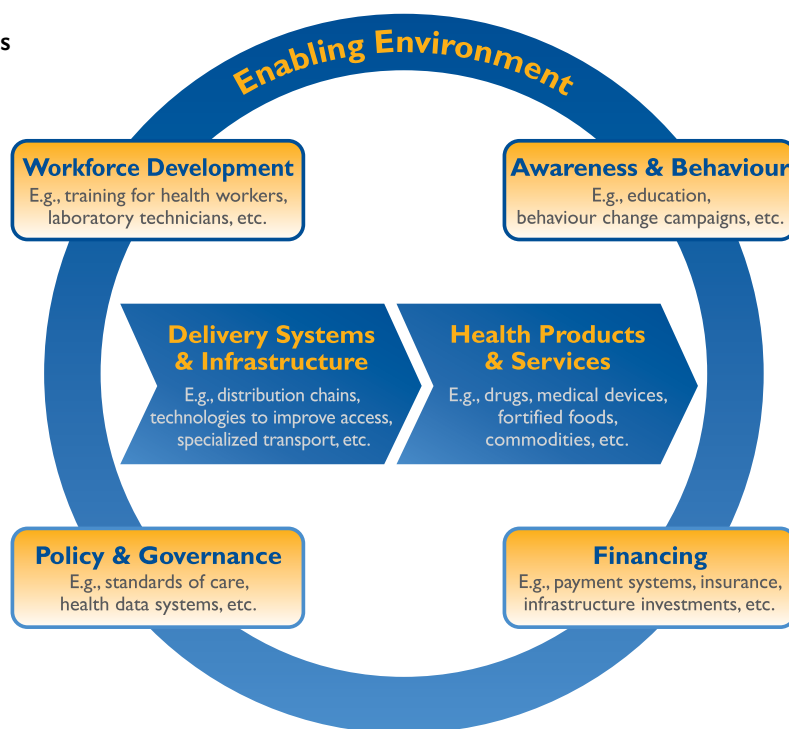 s
Enabling Environment
Workforce Development
E.g., training for health workers,
laboratory technicians, etc.
Awareness & Behaviour
E.g., education,
behaviour change campaigns, etc.
Delivery Systems
& Infrastructure
E.g., distribution chains,
technologies to improve access,
specialized transport, etc.
Health Products
& Services
E.g., drugs, medical devices,
fortified foods,
commodities, etc.
Policy & Governance
E.g., standards of care,
health data systems, etc.
Financing
E.g., payment systems, insurance,
infrastructure investments, etc.